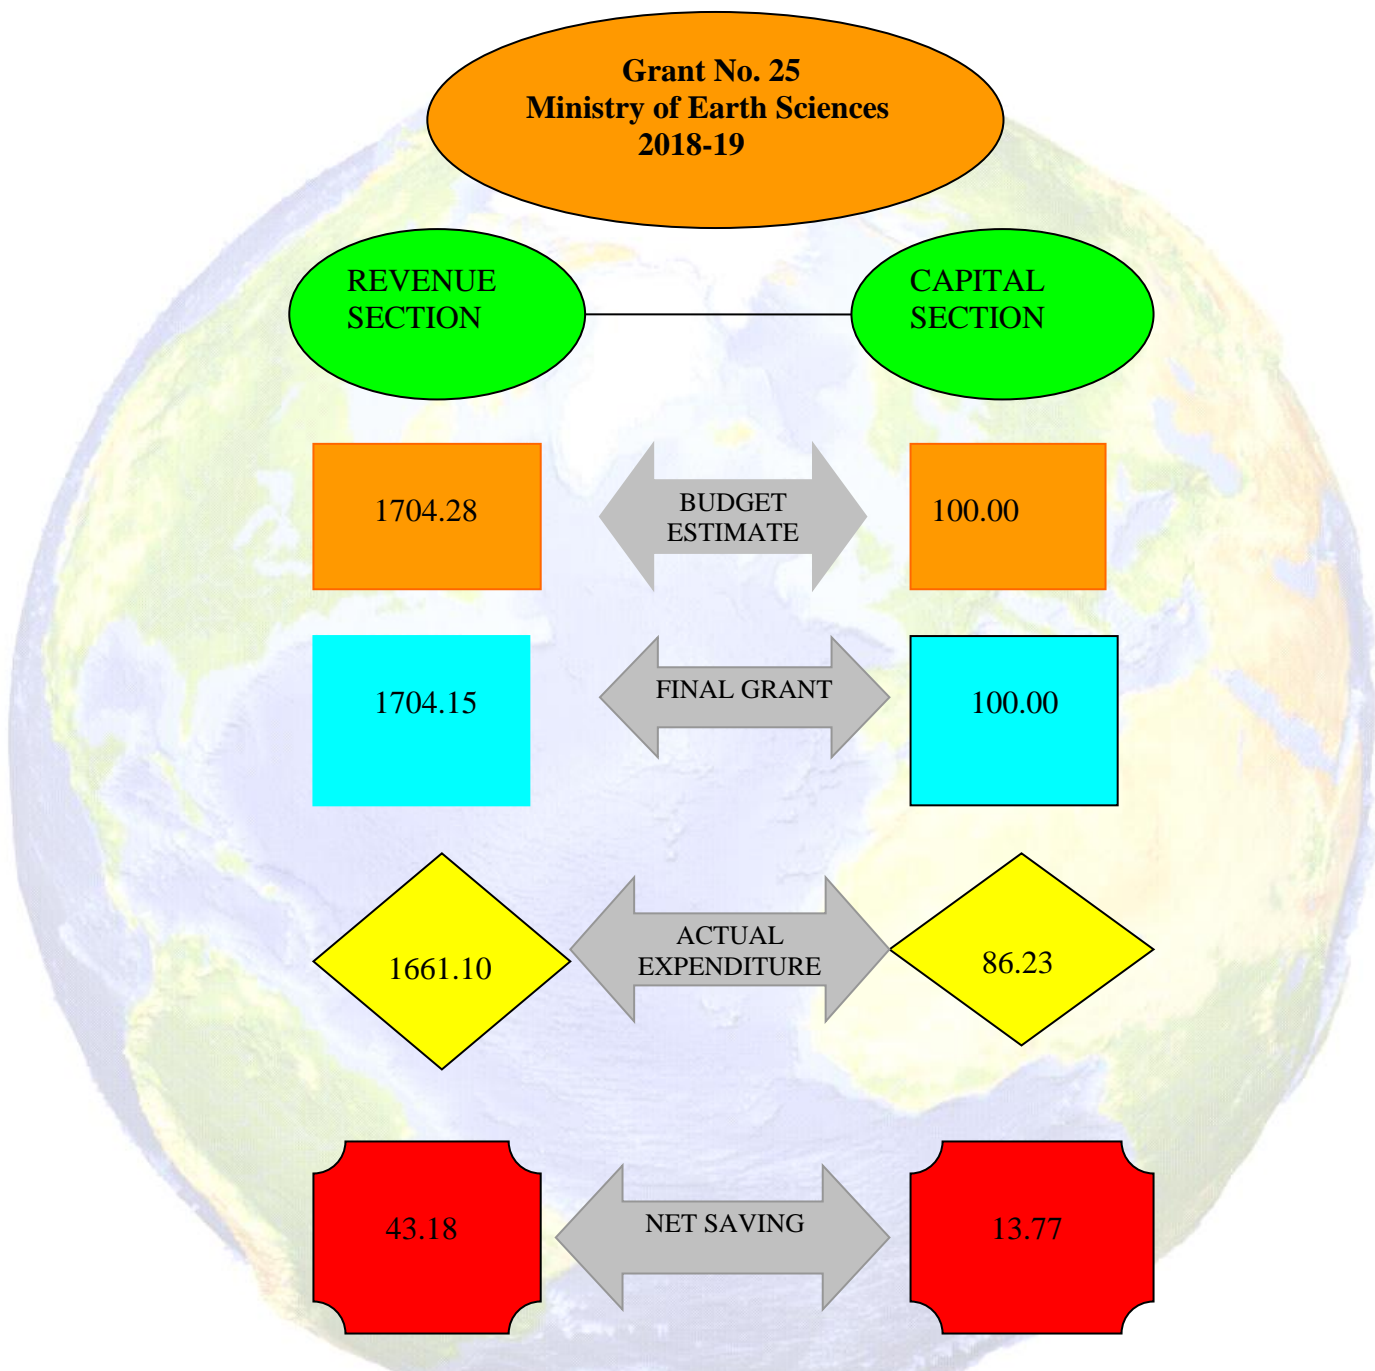 Grant No. 25
Ministry of Earth Sciences
2018-19
REVENUE
SECTION
CAPITAL
SECTION
1704.28
BUDGET
ESTIMATE
100.00
1704.15
FINAL GRANT
100.00
1661.10
ACTUAL
EXPENDITURE
86.23
43.18
NET SAVING
13.77